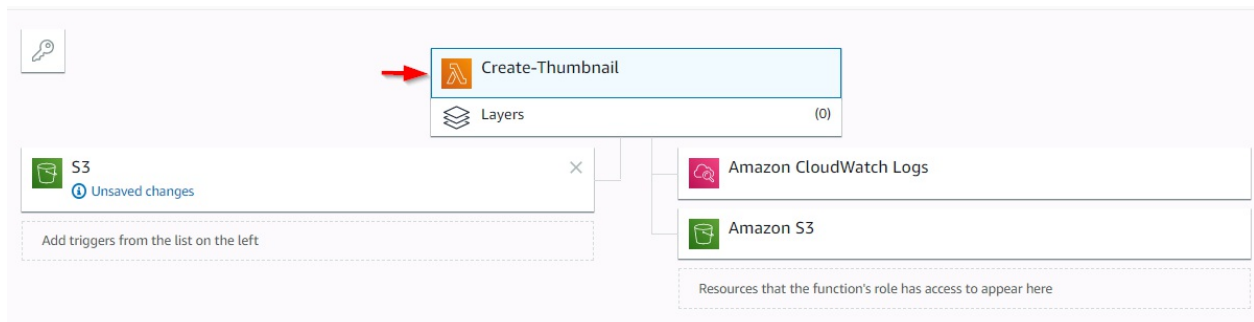 Create-Thumbnail
Layers (0)
S3
Unsaved changes
Add triggers from the list on the left
Amazon CloudWatch Logs
Amazon S3
Resources that the function's role has access to appear here